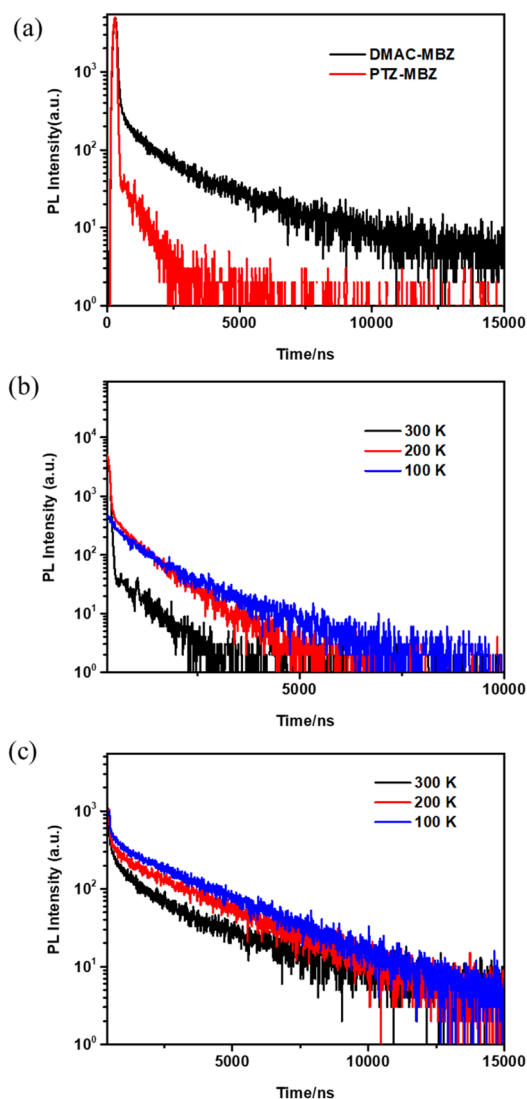 (a)
DMAC-MBZ
PTZ-MBZ
PL Intensity(a.u.)
10³
10²
10¹
10⁰
0 5000 10000 15000
Time/ns
(b)
300 K
200 K
100 K
PL Intensity (a.u.)
10⁴
10³
10²
10¹
10⁰
5000 10000
Time/ns
(c)
300 K
200 K
100 K
PL Intensity (a.u.)
10³
10²
10¹
10⁰
5000 10000 15000
Time/ns